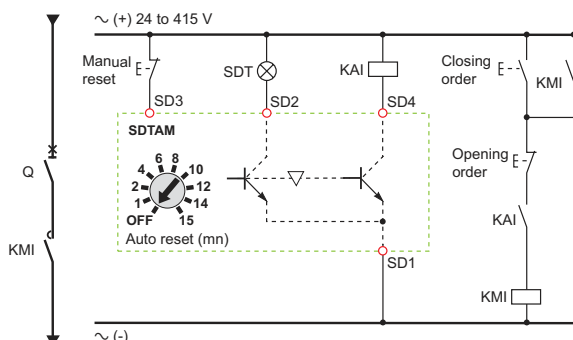 ∼ (+) 24 to 415 V
Manual
reset
SDT
KAI
Closing
order
KMI
SD3
SD2
SD4
SDTAM
Q
6 8
4 10
2 12
1 14
OFF 15
Auto reset (mn)
Opening
order
KAI
KMI
SD1
KMI
∼ (-)